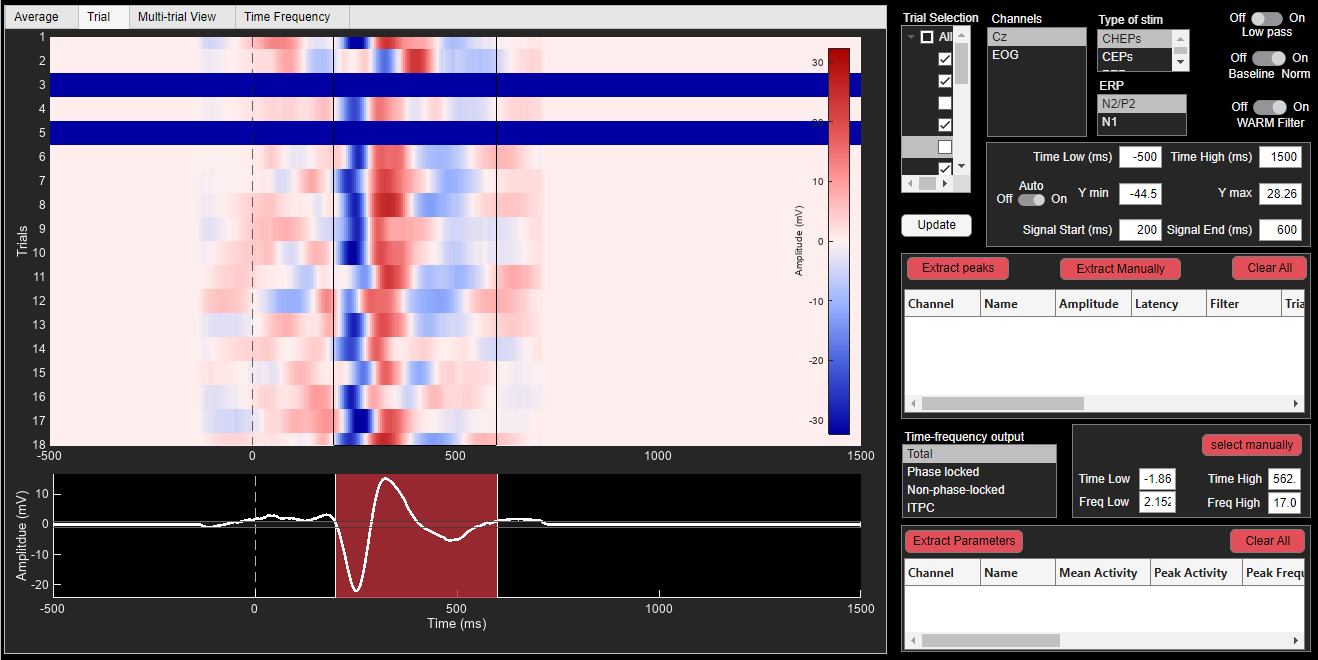 Average Trial Multi-trial View Time Frequency
1
2
3
4
5
6
7
8
9
10
11
12
13
14
15
16
17
18
Trials
-500 0 500 1000 1500
30
20
10
0
-10
-20
-30
Amplitude (mV)
10
0
-10
-20
Amplitdue (mV)
-500 0 500 1000 1500
Time (ms)
Trial Selection
All
Update
Channels
Cz
EOG
Type of stim
CHEPs
CEPs
ERP
N2/P2
N1
Off On
Low pass
Off On
Baseline Norm
Off On
WARM Filter
Time Low (ms) -500 Time High (ms) 1500
Auto
Off On Y min -44.5 Y max 28.26
Signal Start (ms) 200 Signal End (ms) 600
Extract peaks Extract Manually Clear All
Channel Name Amplitude Latency Filter Tria
Time-frequency output
Total
Phase locked
Non-phase-locked
ITPC
select manually
Time Low -1.86 Time High 562.
Freq Low 2.152 Freq High 17.0
Extract Parameters Clear All
Channel Name Mean Activity Peak Activity Peak Frequ